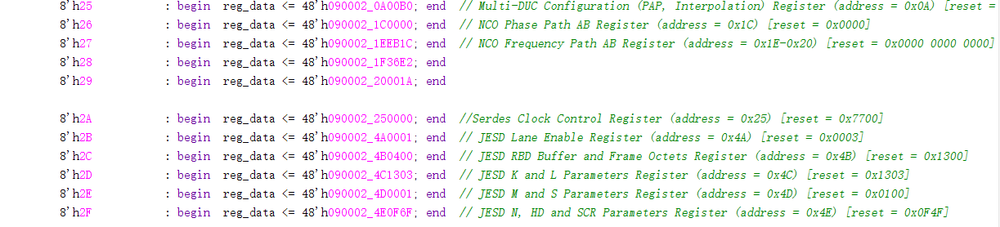 8'h25 : begin reg_data <= 48'h090002_0A00B0; end // Multi-DUC Configuration (PAP, Interpolation) Register (address = 0x0A) [reset =
8'h26 : begin reg_data <= 48'h090002_1C0000; end // NCO Phase Path AB Register (address = 0x1C) [reset = 0x0000]
8'h27 : begin reg_data <= 48'h090002_1EEB1C; end // NCO Frequency Path AB Register (address = 0x1E-0x20) [reset = 0x0000 0000 0000]
8'h28 : begin reg_data <= 48'h090002_1F36E2; end
8'h29 : begin reg_data <= 48'h090002_20001A; end
8'h2A : begin reg_data <= 48'h090002_250000; end //Serdes Clock Control Register (address = 0x25) [reset = 0x7700]
8'h2B : begin reg_data <= 48'h090002_4A0001; end // JESD Lane Enable Register (address = 0x4A) [reset = 0x0003]
8'h2C : begin reg_data <= 48'h090002_4B0400; end // JESD RBD Buffer and Frame Octets Register (address = 0x4B) [reset = 0x1300]
8'h2D : begin reg_data <= 48'h090002_4C1303; end // JESD K and L Parameters Register (address = 0x4C) [reset = 0x1303]
8'h2E : begin reg_data <= 48'h090002_4D0001; end // JESD M and S Parameters Register (address = 0x4D) [reset = 0x0100]
8'h2F : begin reg_data <= 48'h090002_4E0F6F; end // JESD N, HD and SCR Parameters Register (address = 0x4E) [reset = 0x0F4F]